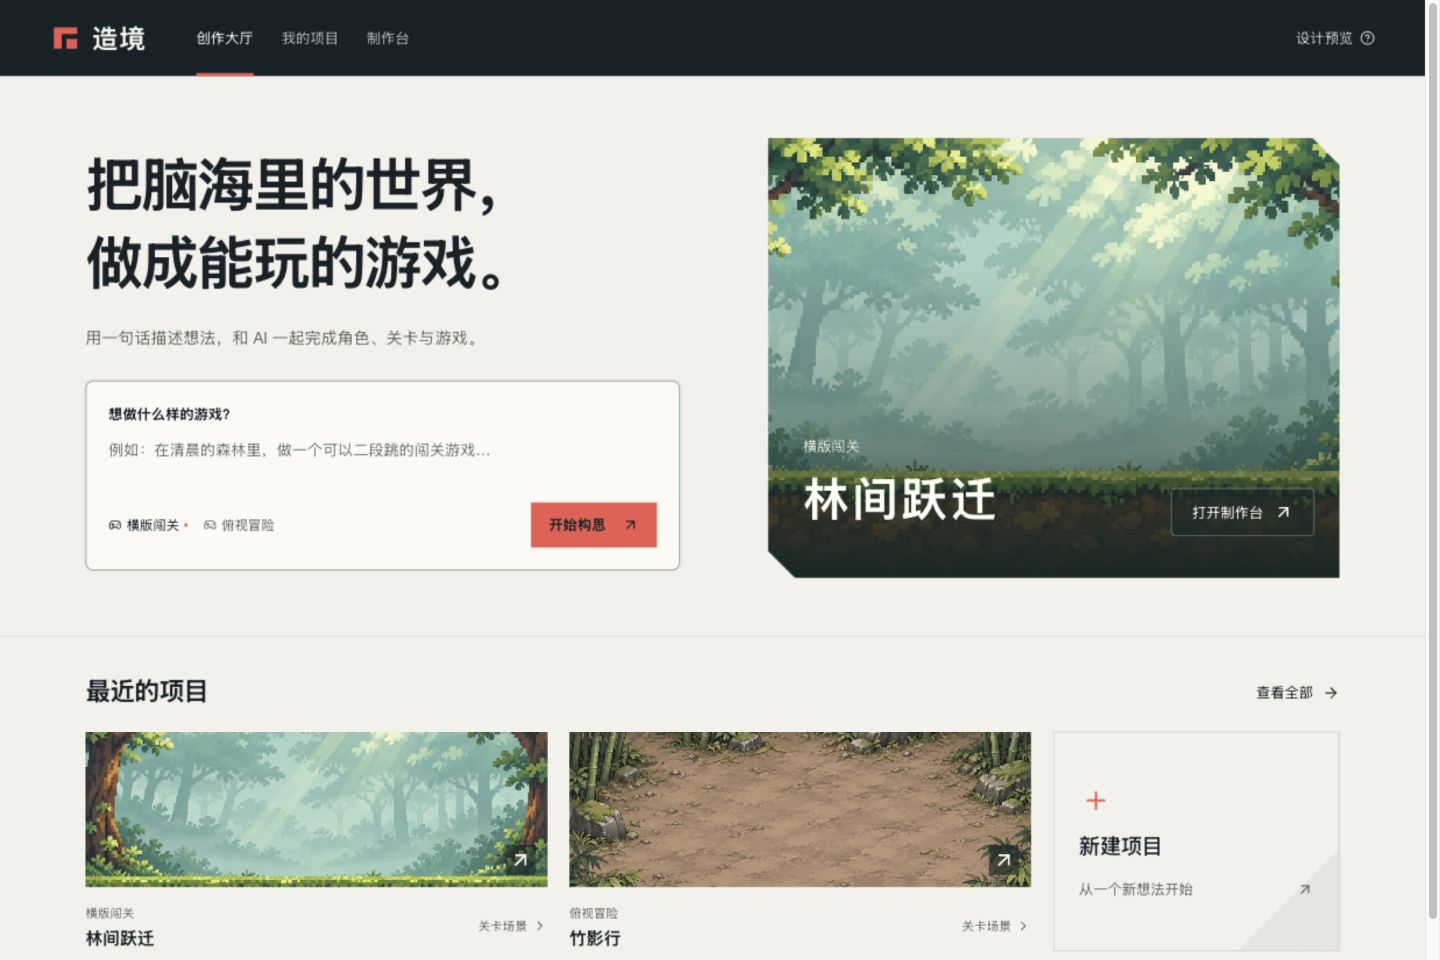 造境
创作大厅
我的项目
制作台
设计预览
把脑海里的世界，
做成能玩的游戏。
用一句话描述想法，和 AI 一起完成角色、关卡与游戏。
想做什么样的游戏？
例如：在清晨的森林里，做一个可以二段跳的闯关游戏…
横版闯关
俯视冒险
开始构思
横版闯关
林间跃迁
打开制作台
最近的项目
查看全部
横版闯关
林间跃迁
关卡场景
俯视冒险
竹影行
关卡场景
新建项目
从一个新想法开始